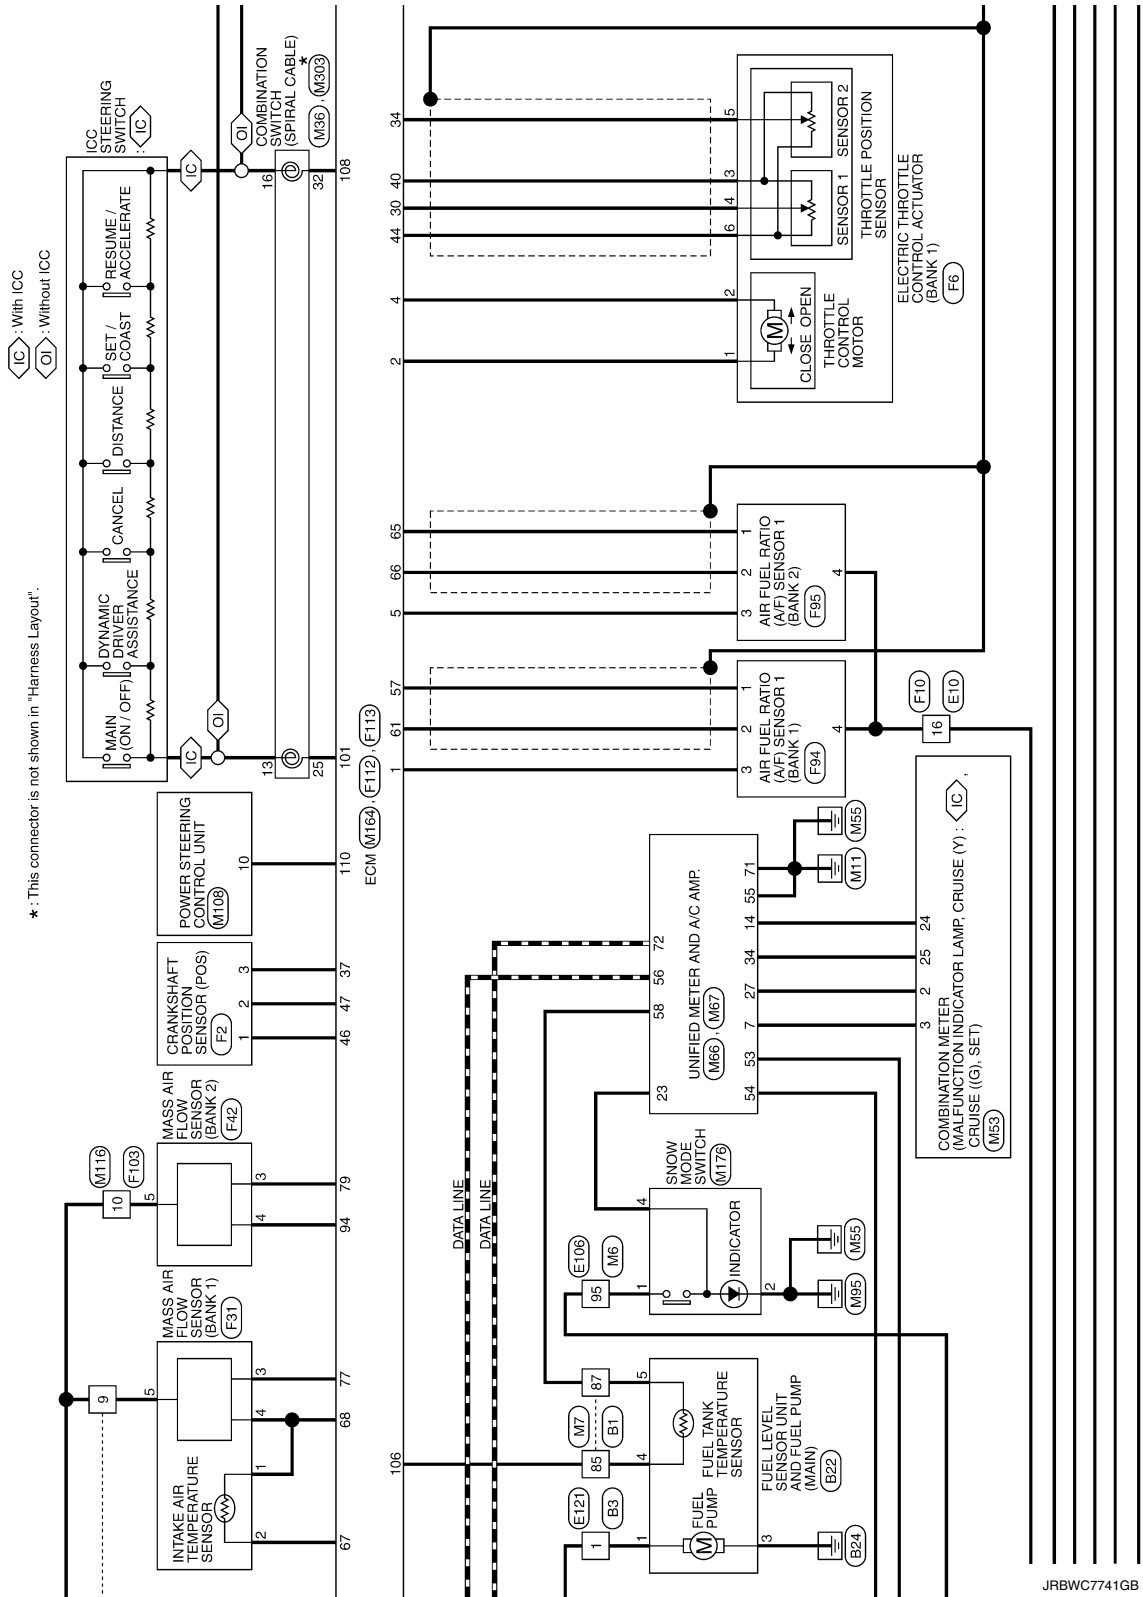 IC : With ICC
OI : Without ICC
* : This connector is not shown in "Harness Layout".
INTAKE AIR
TEMPERATURE
SENSOR
2
1
4
3
5
9
67
68
77
MASS AIR
FLOW
SENSOR
(BANK 1)
F31
M116
F103
10
5
4
3
94
79
MASS AIR
FLOW
SENSOR
(BANK 2)
F42
CRANKSHAFT
POSITION
SENSOR (POS)
F2
1
2
3
46
47
37
POWER STEERING
CONTROL UNIT
M108
10
110
MAIN
(ON / OFF)
DYNAMIC
DRIVER
ASSISTANCE
CANCEL
DISTANCE
SET /
COAST
RESUME /
ACCELERATE
ICC
STEERING
SWITCH
: IC
IC
OI
IC
OI
13
25
101
16
32
108
COMBINATION
SWITCH
(SPIRAL CABLE)
*
M36 , M303
ECM M164 , F112 , F113
106
1
61
57
5
66
65
2
4
44
30
40
34
DATA LINE
DATA LINE
E121
B3
1
M7
B1
85
87
1
4
5
FUEL
PUMP
M
FUEL TANK
TEMPERATURE
SENSOR
3
B24
FUEL LEVEL
SENSOR UNIT
AND FUEL PUMP
(MAIN)
B22
E106
M6
95
1
4
INDICATOR
2
M95
M55
SNOW
MODE
SWITCH
M176
23
58
56
72
UNIFIED METER AND A/C AMP.
M66 , M67
54
53
7
27
34
14
55
71
M11
M55
3
2
25
24
COMBINATION METER
(MALFUNCTION INDICATOR LAMP, CRUISE (Y) : IC ,
CRUISE ((G), SET)
M53
3
2
1
AIR FUEL RATIO
(A/F) SENSOR 1
(BANK 1)
F94
4
F10
E10
16
3
2
1
AIR FUEL RATIO
(A/F) SENSOR 1
(BANK 2)
F95
4
1
2
M
CLOSE OPEN
THROTTLE
CONTROL
MOTOR
6
4
3
5
SENSOR 1
SENSOR 2
THROTTLE POSITION
SENSOR
ELECTRIC THROTTLE
CONTROL ACTUATOR
(BANK 1)
F6
JRBWC7741GB